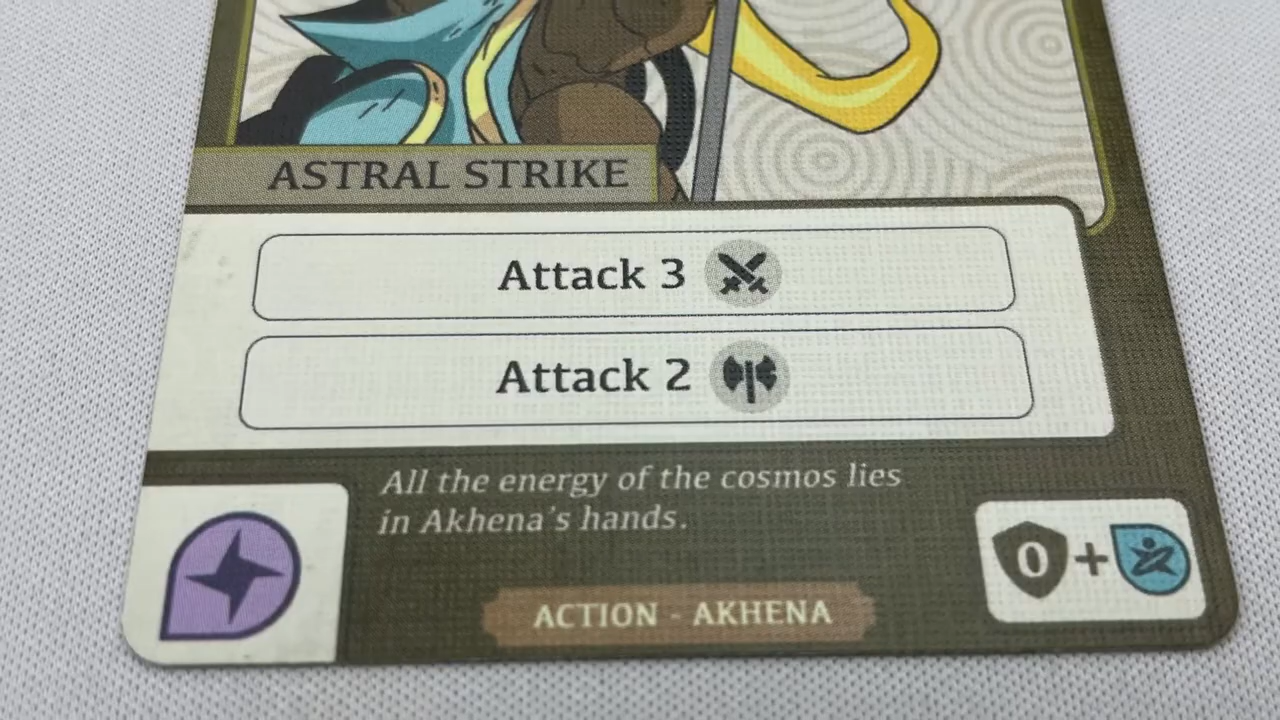 ASTRAL STRIKE
Attack 3
Attack 2
All the energy of the cosmos lies
in Akhena's hands.
0 +
ACTION - AKHENA